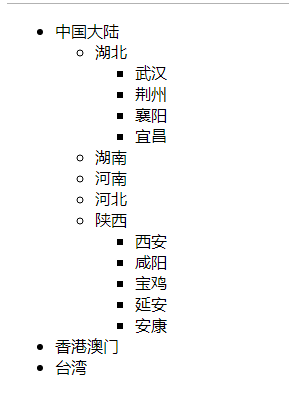 中国大陆
湖北
武汉
荆州
襄阳
宜昌
湖南
河南
河北
陕西
西安
咸阳
宝鸡
延安
安康
香港澳门
台湾